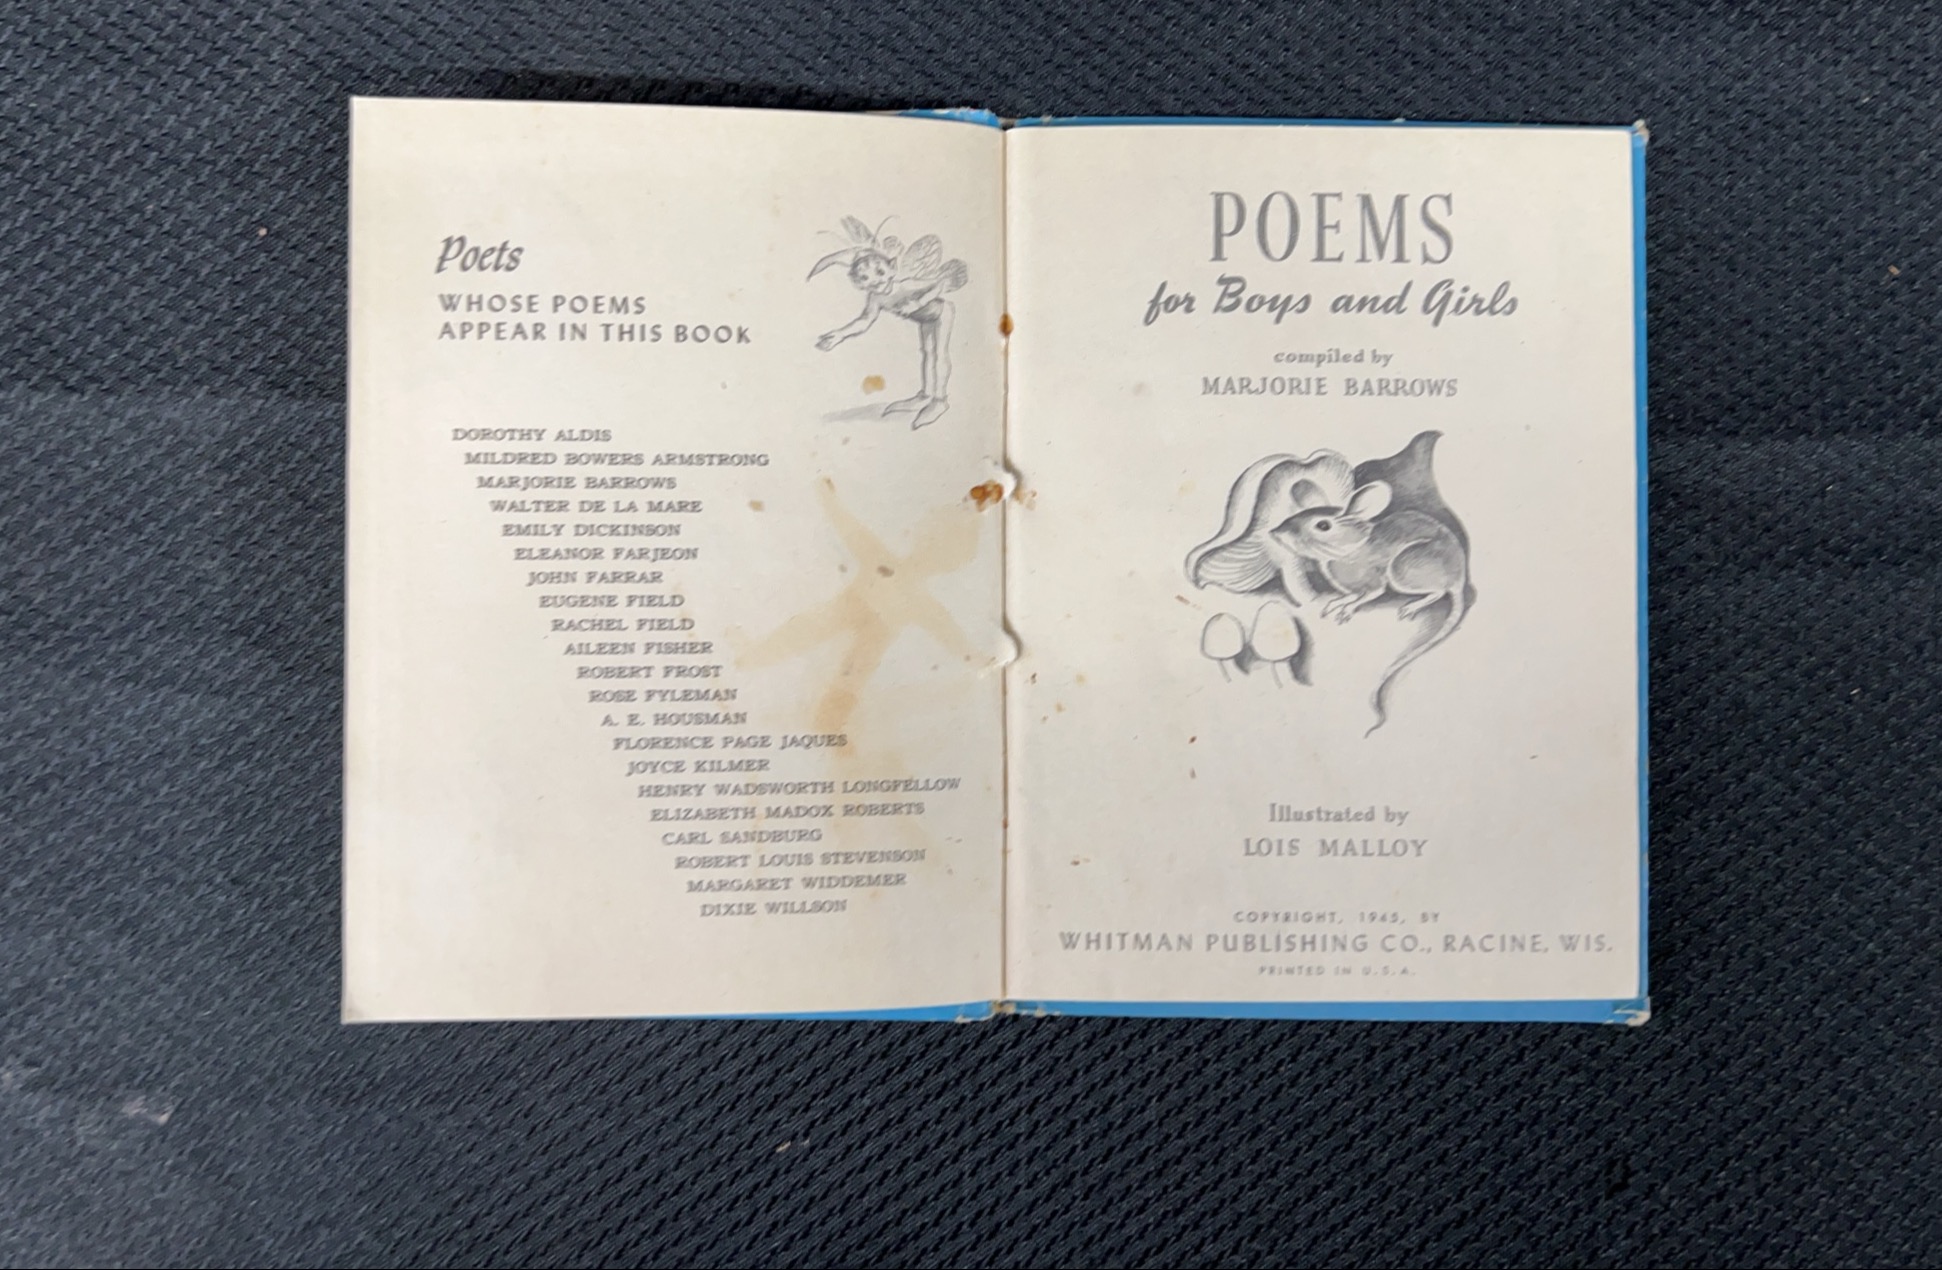 Poets
WHOSE POEMS
APPEAR IN THIS BOOK
DOROTHY ALDIS
MILDRED BOWERS ARMSTRONG
MARJORIE BARROWS
WALTER DE LA MARE
EMILY DICKINSON
ELEANOR FARJEON
JOHN FARRAR
EUGENE FIELD
RACHEL FIELD
AILEEN FISHER
ROBERT FROST
ROSE FYLEMAN
A. E. HOUSMAN
FLORENCE PAGE JAQUES
JOYCE KILMER
HENRY WADSWORTH LONGFELLOW
ELIZABETH MADOX ROBERTS
CARL SANDBURG
ROBERT LOUIS STEVENSON
MARGARET WIDDEMER
DIXIE WILLSON
POEMS
for Boys and Girls
compiled by
MARJORIE BARROWS
Illustrated by
LOIS MALLOY
COPYRIGHT, 1945, BY
WHITMAN PUBLISHING CO., RACINE, WIS.
PRINTED IN U.S.A.